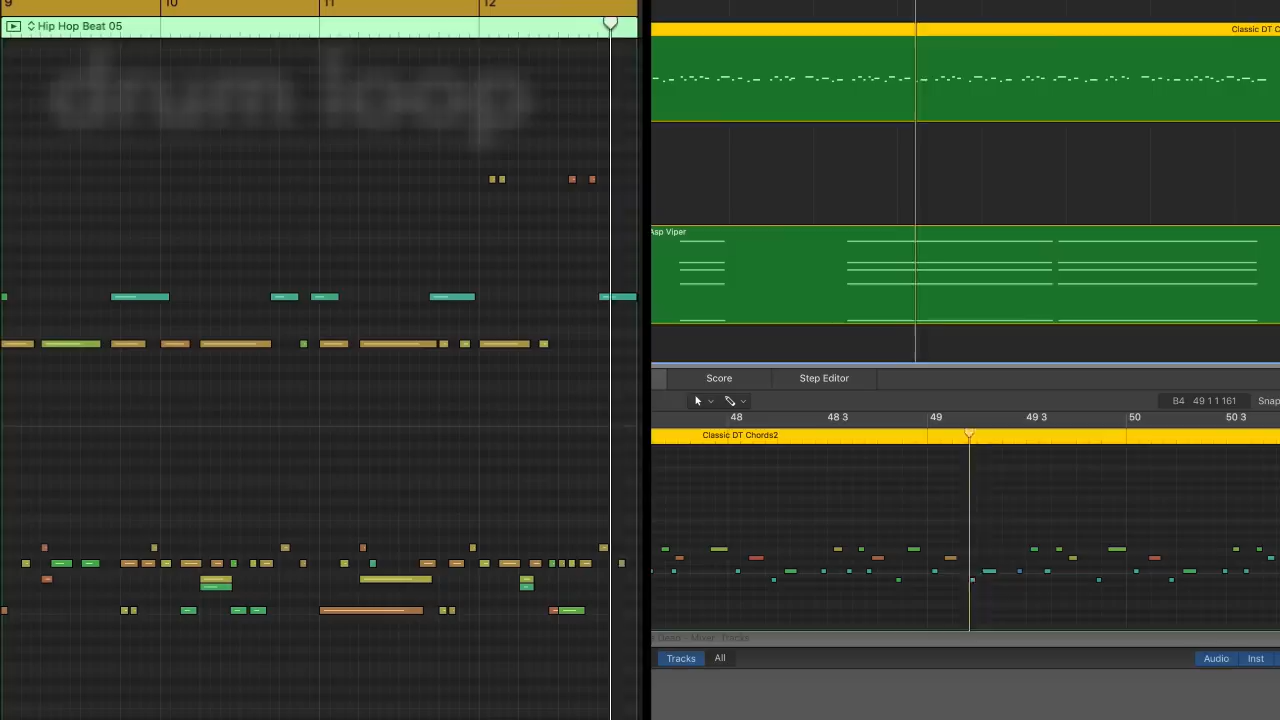 9 10 11 12
Hip Hop Beat 05
drum loop
Classic DT C
Asp Viper
Score Step Editor
B4 49 1 1 161 Snap
48 48 3 49 49 3 50 50 3
Classic DT Chords2
Dead - Mixer: Tracks
Tracks All Audio Inst